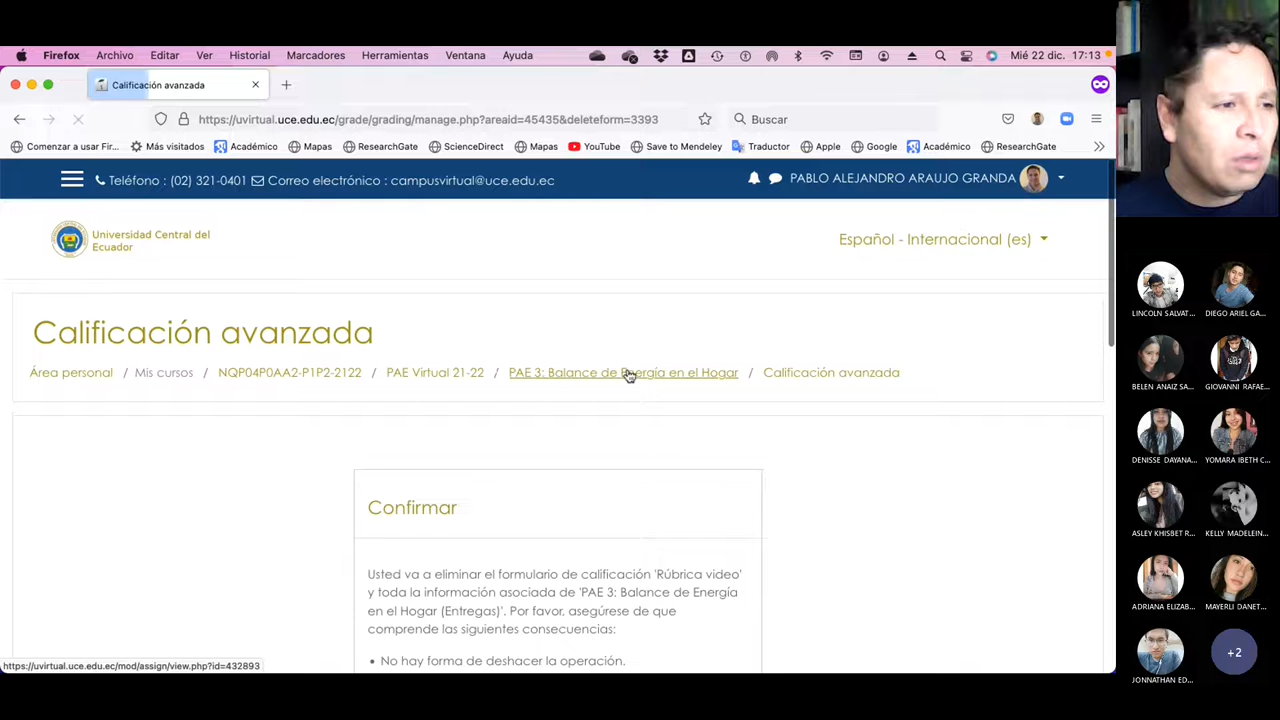 Firefox Archivo Editar Ver Historial Marcadores Herramientas Ventana Ayuda Mié 22 dic. 17:13
Calificación avanzada
https://uvirtual.uce.edu.ec/grade/grading/manage.php?areaid=45435&deleteform=3393
Buscar
Comenzar a usar Fir... Más visitados Académico Mapas ResearchGate ScienceDirect Mapas YouTube Save to Mendeley Traductor Apple Google Académico ResearchGate
Teléfono : (02) 321-0401 Correo electrónico : campusvirtual@uce.edu.ec PABLO ALEJANDRO ARAUJO GRANDA
Universidad Central del
Ecuador
Español - Internacional (es)
Calificación avanzada
Área personal / Mis cursos / NQP04P0AA2-P1P2-2122 / PAE Virtual 21-22 / PAE 3: Balance de Energía en el Hogar / Calificación avanzada
Confirmar
Usted va a eliminar el formulario de calificación 'Rúbrica video'
y toda la información asociada de 'PAE 3: Balance de Energía
en el Hogar (Entregas)'. Por favor, asegúrese de que
comprende las siguientes consecuencias:
• No hay forma de deshacer la operación.
https://uvirtual.uce.edu.ec/mod/assign/view.php?id=432893
LINCOLN SALVAT... DIEGO ARIEL GA...
BELEN ANAIZ SA... GIOVANNI RAFAE...
DENISSE DAYANA... YOMARA IBETH C...
ASLEY KHISBET R... KELLY MADELEIN...
ADRIANA ELIZAB... MAYERLI DANET...
JONNATHAN ED... +2